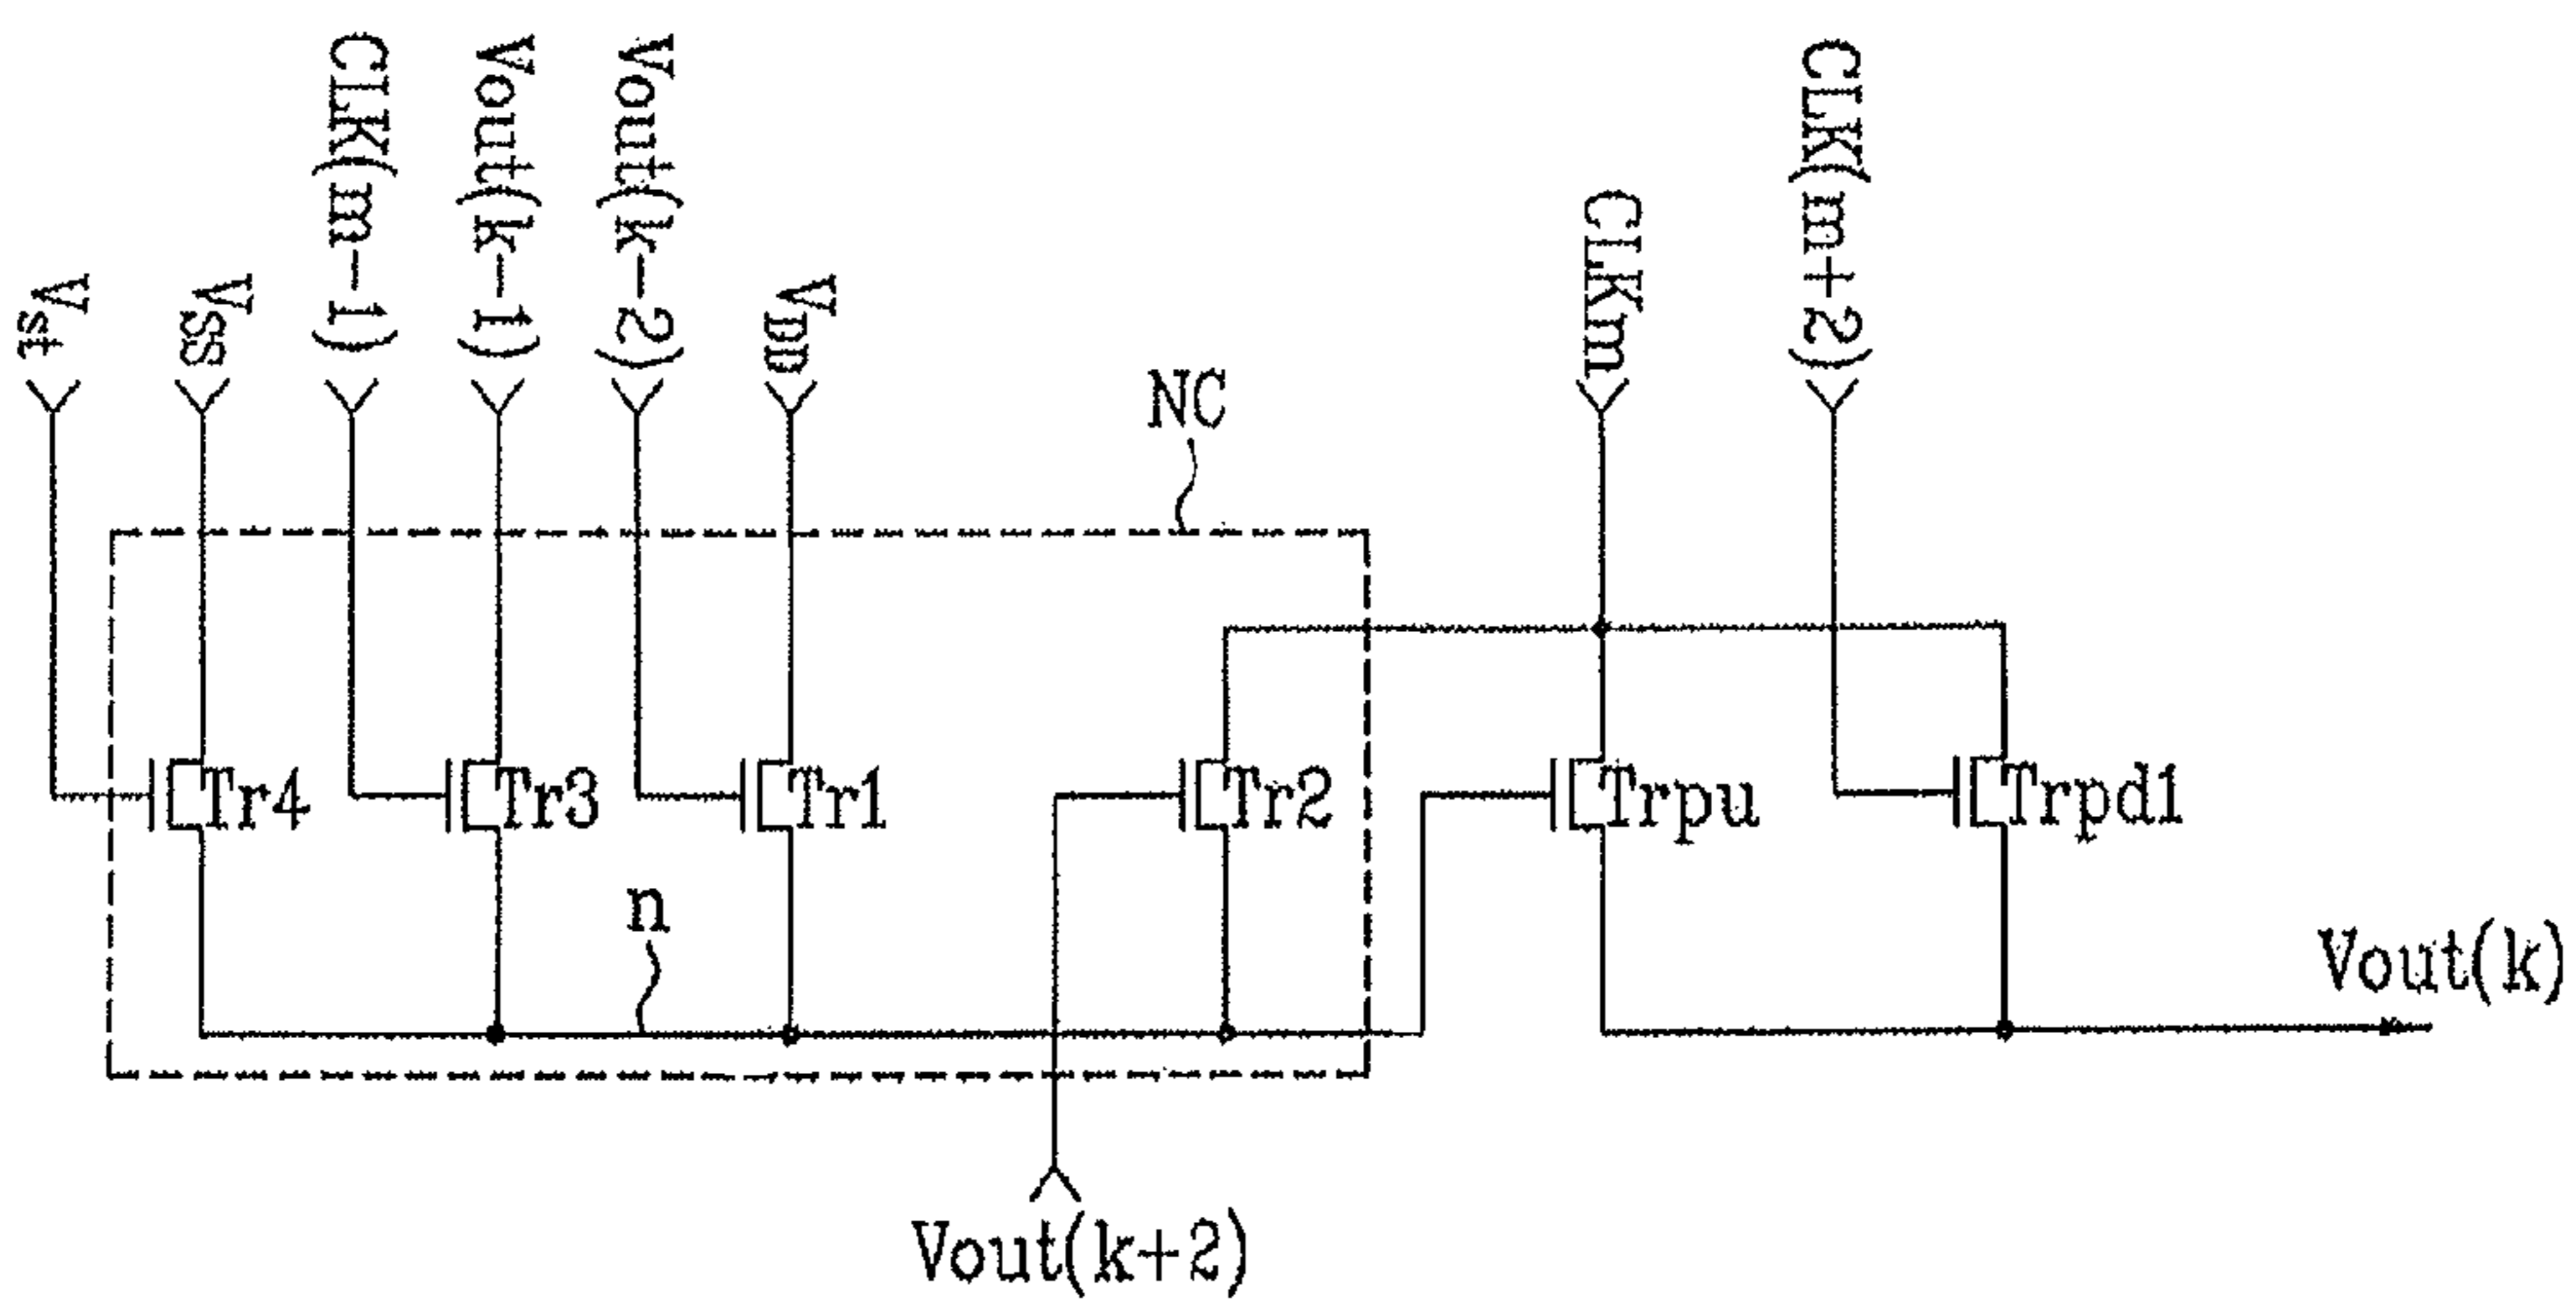 Vst
VSS
CLK(m-1)
Vout(k-1)
Vout(k-2)
VDD
CLKm
CLK(m+2)
NC
Tr4
Tr3
Tr1
Tr2
Trpu
Trpd1
n
Vout(k)
Vout(k+2)